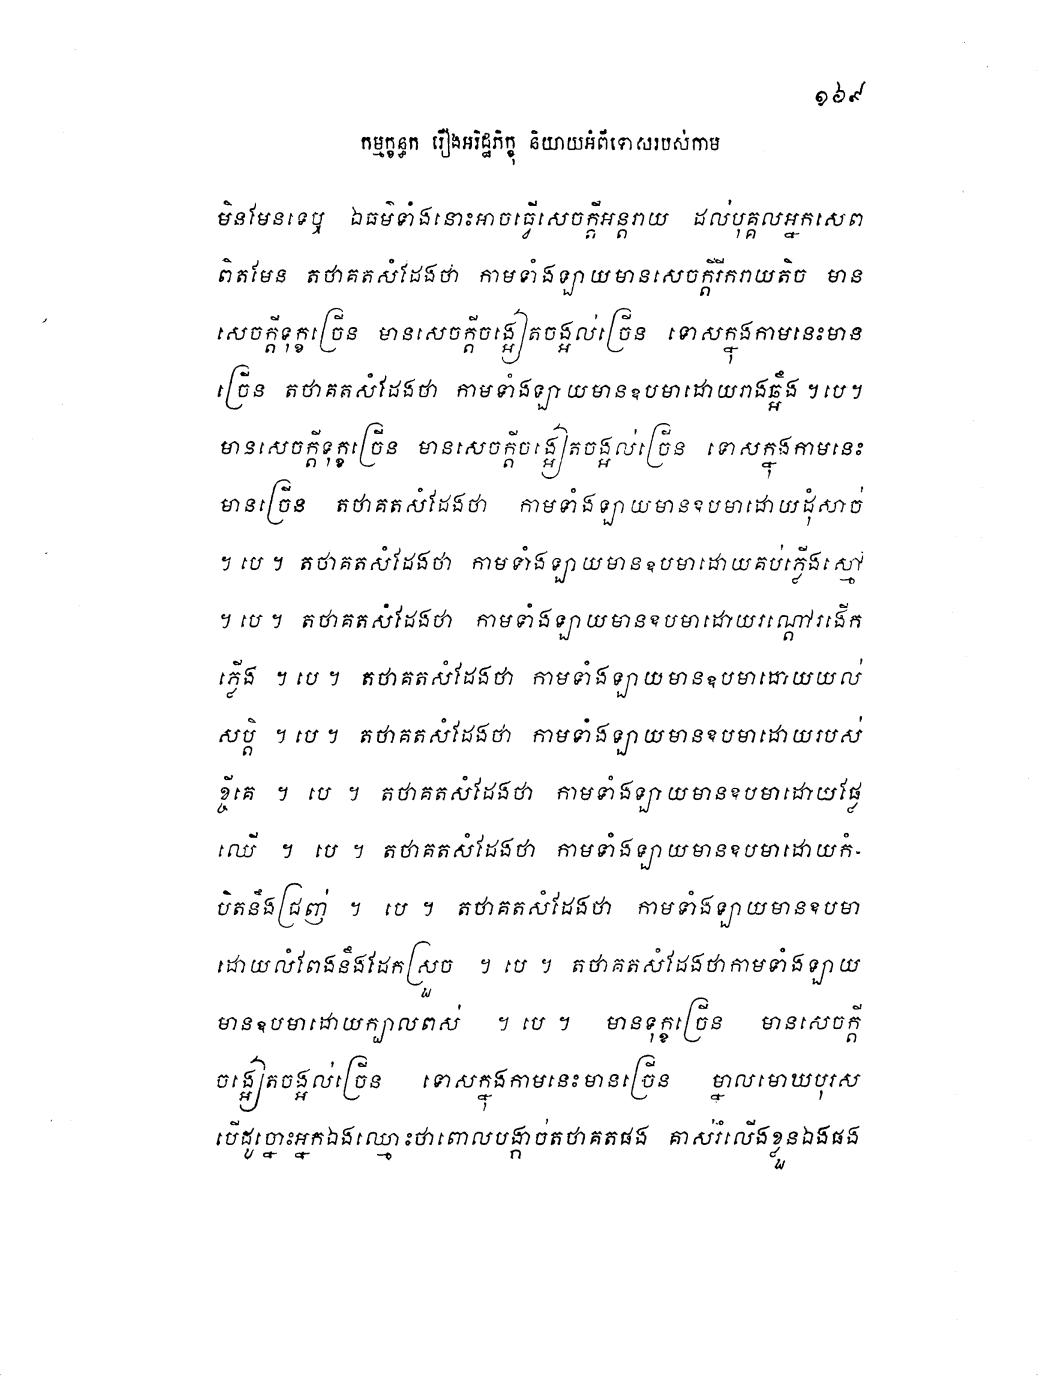 ១៦៩
កម្មក្ខន្ធក រឿងអរិដ្ឋភិក្ខុ និយាយអំពីទោសរបស់កាម
មិនមែនទេឬ ឯធម៌ទាំងនោះអាចធ្វើសេចក្តីអន្តរាយ ដល់បុគ្គលអ្នកសេព
ពិតមែន តថាគតសំដែងថា កាមទាំងឡាយមានសេចក្តីរីករាយតិច មាន
សេចក្តីទុក្ខច្រើន មានសេចក្តីចង្អៀតចង្អល់ច្រើន ទោសក្នុងកាមនេះមាន
ច្រើន តថាគតសំដែងថា កាមទាំងឡាយមានឧបមាដោយរាងឆ្អឹង ។បេ។
មានសេចក្តីទុក្ខច្រើន មានសេចក្តីចង្អៀតចង្អល់ច្រើន ទោសក្នុងកាមនេះ
មានច្រើន តថាគតសំដែងថា កាមទាំងឡាយមានឧបមាដោយដុំសាច់
។ បេ ។ តថាគតសំដែងថា កាមទាំងឡាយមានឧបមាដោយគប់ភ្លើងស្មៅ
។ បេ ។ តថាគតសំដែងថា កាមទាំងឡាយមានឧបមាដោយរណ្តៅរងើក
ភ្លើង ។ បេ ។ តថាគតសំដែងថា កាមទាំងឡាយមានឧបមាដោយយល់
សប្តិ ។ បេ ។ តថាគតសំដែងថា កាមទាំងឡាយមានឧបមាដោយរបស់
ខ្ចីគេ ។ បេ ។ តថាគតសំដែងថា កាមទាំងឡាយមានឧបមាដោយផ្លែ
ឈើ ។ បេ ។ តថាគតសំដែងថា កាមទាំងឡាយមានឧបមាដោយកំ-
បិតនឹងជ្រញ់ ។ បេ ។ តថាគតសំដែងថា កាមទាំងឡាយមានឧបមា
ដោយលំពែងនឹងដែកស្រួច ។ បេ ។ តថាគតសំដែងថាកាមទាំងឡាយ
មានឧបមាដោយក្បាលពស់ ។ បេ ។ មានទុក្ខច្រើន មានសេចក្តី
ចង្អៀតចង្អល់ច្រើន ទោសក្នុងកាមនេះមានច្រើន ម្នាលមោឃបុរស
បើដូច្នោះអ្នកឯងឈ្មោះថាពោលបង្កាច់តថាគតផង គាស់រំលើងខ្លួនឯងផង